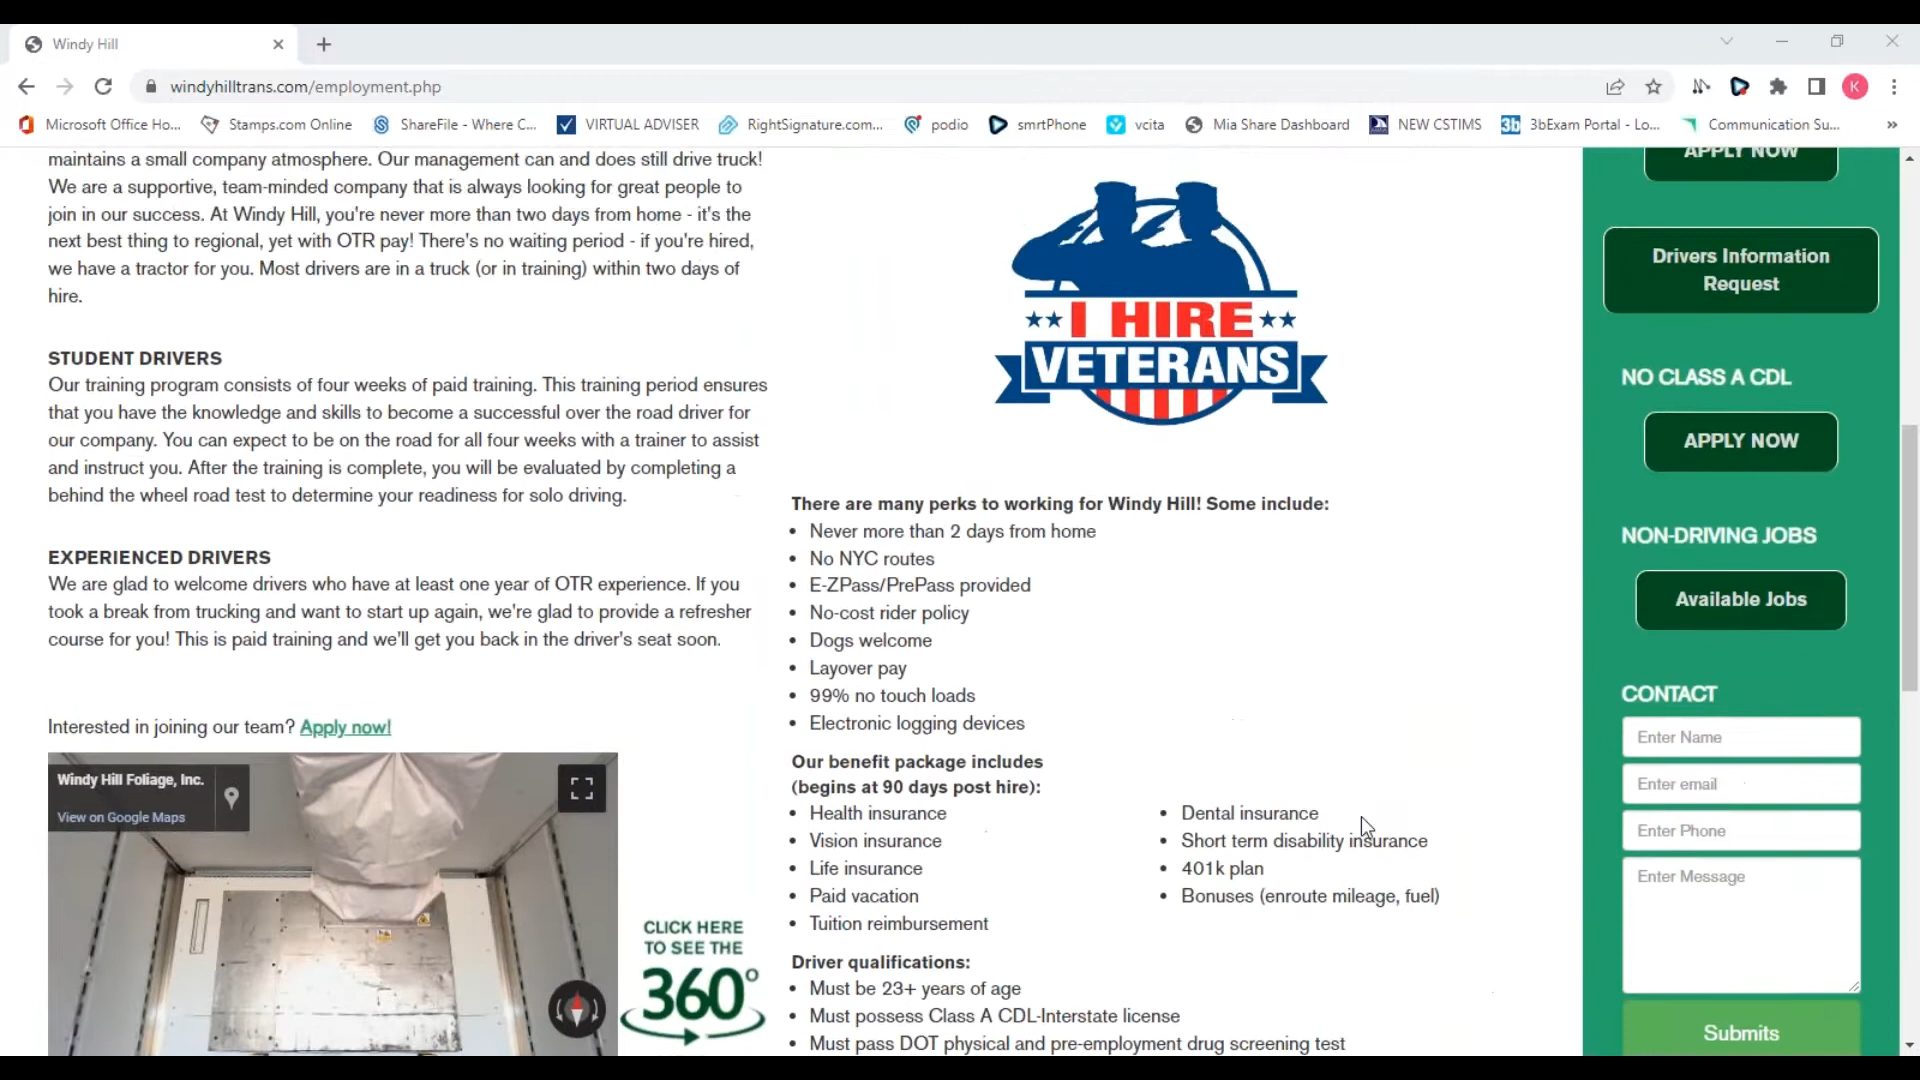 Windy Hill
windyhilltrans.com/employment.php
K
Microsoft Office Ho...
Stamps.com Online
ShareFile - Where C...
VIRTUAL ADVISER
RightSignature.com...
podio
smrtPhone
vcita
Mia Share Dashboard
NEW CSTIMS
3b
3bExam Portal - Lo...
Communication Su...
»
maintains a small company atmosphere. Our management can and does still drive truck!
We are a supportive, team-minded company that is always looking for great people to
join in our success. At Windy Hill, you're never more than two days from home - it's the
next best thing to regional, yet with OTR pay! There's no waiting period - if you're hired,
we have a tractor for you. Most drivers are in a truck (or in training) within two days of
hire.
STUDENT DRIVERS
Our training program consists of four weeks of paid training. This training period ensures
that you have the knowledge and skills to become a successful over the road driver for
our company. You can expect to be on the road for all four weeks with a trainer to assist
and instruct you. After the training is complete, you will be evaluated by completing a
behind the wheel road test to determine your readiness for solo driving.
EXPERIENCED DRIVERS
We are glad to welcome drivers who have at least one year of OTR experience. If you
took a break from trucking and want to start up again, we're glad to provide a refresher
course for you! This is paid training and we'll get you back in the driver's seat soon.
Interested in joining our team? Apply now!
Windy Hill Foliage, Inc.
View on Google Maps
CLICK HERE
TO SEE THE
360°
I HIRE
VETERANS
There are many perks to working for Windy Hill! Some include:
• Never more than 2 days from home
• No NYC routes
• E-ZPass/PrePass provided
• No-cost rider policy
• Dogs welcome
• Layover pay
• 99% no touch loads
• Electronic logging devices
Our benefit package includes
(begins at 90 days post hire):
• Health insurance
• Vision insurance
• Life insurance
• Paid vacation
• Tuition reimbursement
• Dental insurance
• Short term disability insurance
• 401k plan
• Bonuses (enroute mileage, fuel)
Driver qualifications:
• Must be 23+ years of age
• Must possess Class A CDL-Interstate license
• Must pass DOT physical and pre-employment drug screening test
APPLY NOW
Drivers Information
Request
NO CLASS A CDL
APPLY NOW
NON-DRIVING JOBS
Available Jobs
CONTACT
Enter Name
Enter email
Enter Phone
Enter Message
Submits